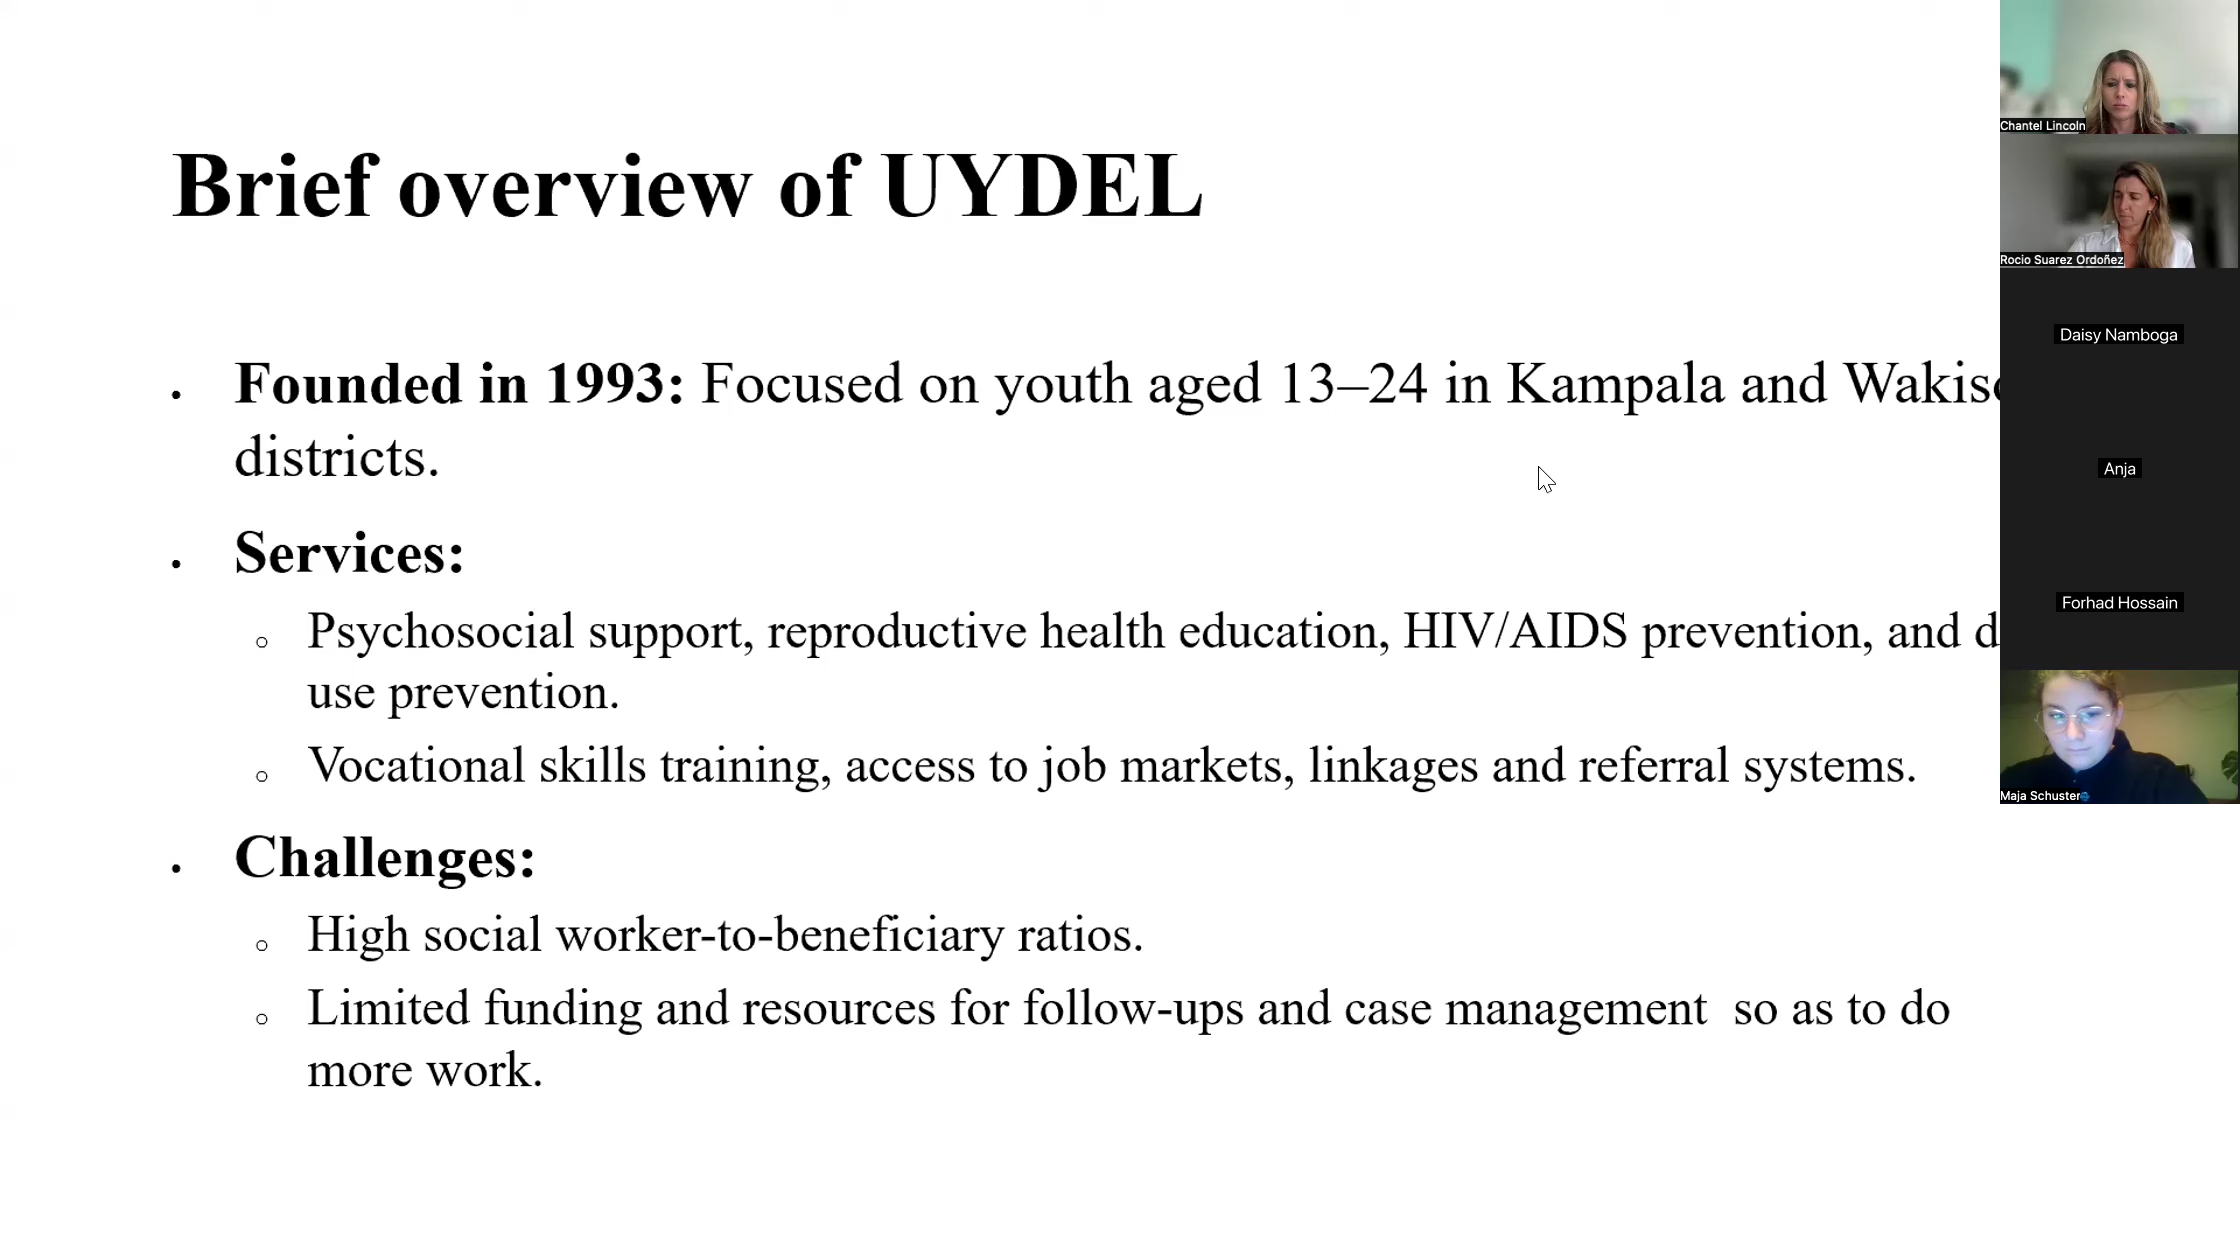 Brief overview of UYDEL
• Founded in 1993: Focused on youth aged 13–24 in Kampala and
districts.
• Services:
○ Psychosocial support, reproductive health education, HIV/AIDS prevention, and
use prevention.
○ Vocational skills training, access to job markets, linkages and referral systems.
• Challenges:
○ High social worker-to-beneficiary ratios.
○ Limited funding and resources for follow-ups and case management so as to do
more work.
Chantel Lincoln
Rocio Suarez Ordoñez
Daisy Namboga
Anja
Forhad Hossain
Maja Schuster